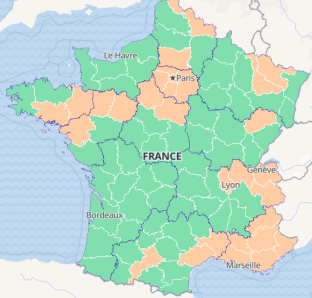 Le Havre
★Paris
FRANCE
Genève
Lyon
Bordeaux
Marseille